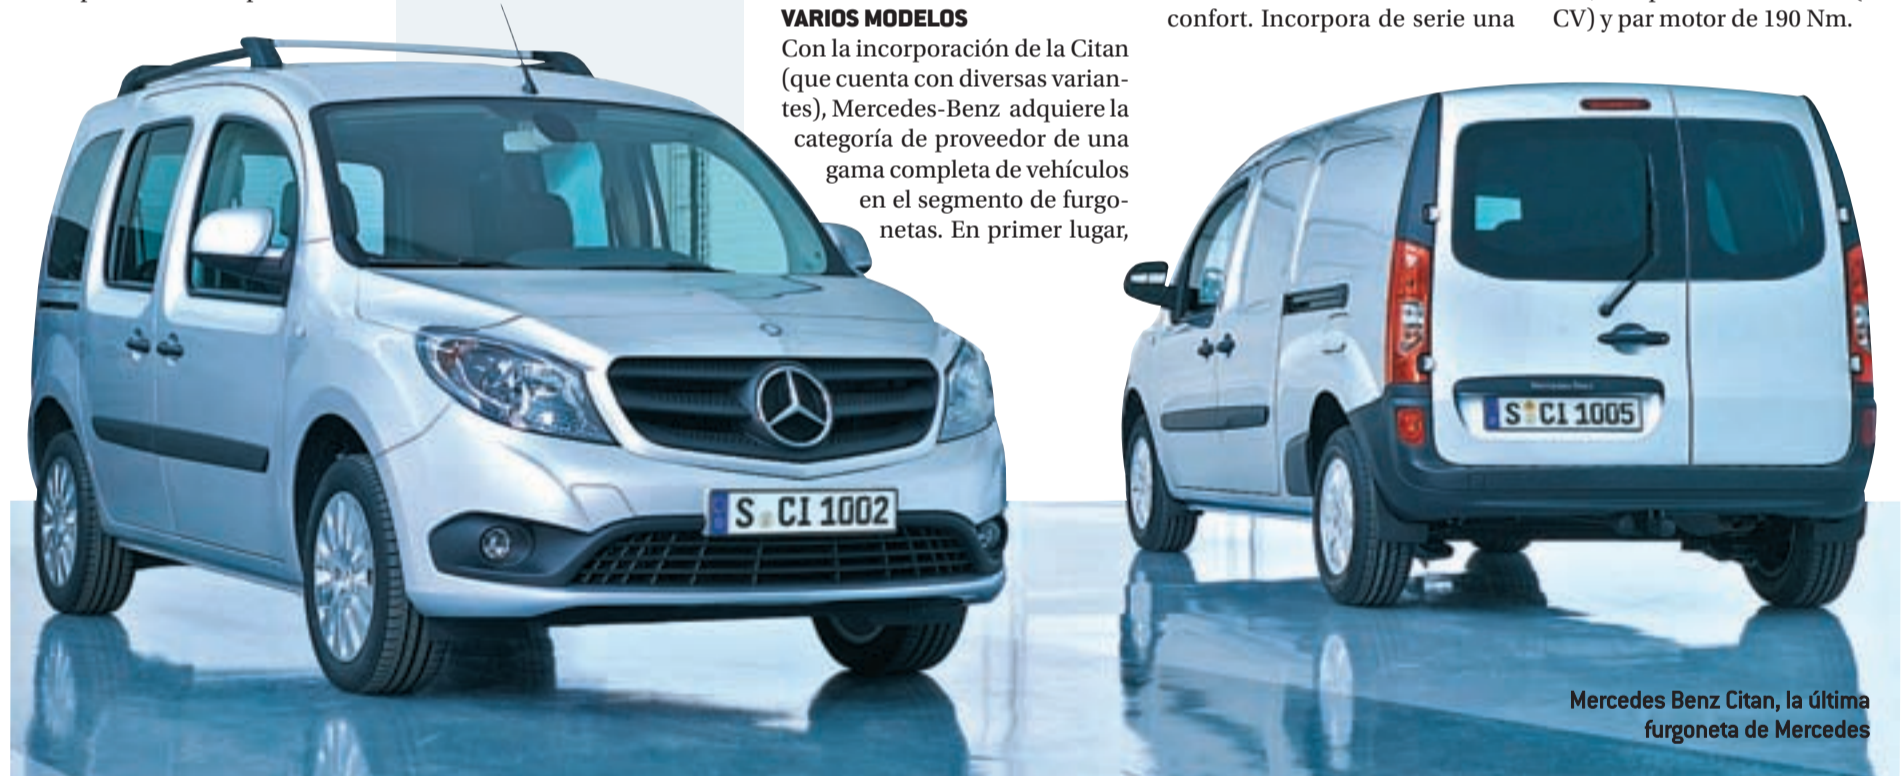 VARIOS MODELOS
Con la incorporación de la Citan
(que cuenta con diversas varian-
tes), Mercedes-Benz adquiere la
categoría de proveedor de una
gama completa de vehículos
en el segmento de furgo-
netas. En primer lugar,
confort. Incorpora de serie una
CV) y par motor de 190 Nm.
S CI 1002
Mercedes-Benz
S CI 1005
Mercedes Benz Citan, la última
furgoneta de Mercedes